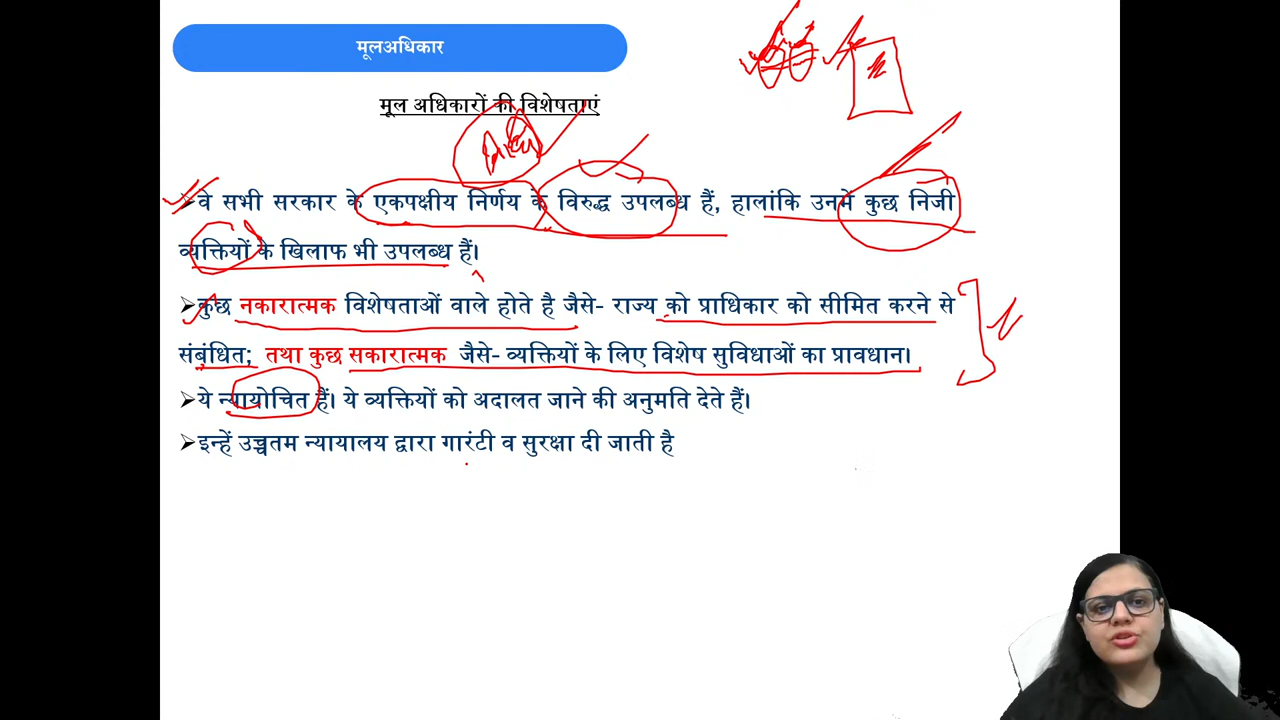 मूलअधिकार
मूल अधिकारों की विशेषताएं
➤वे सभी सरकार के एकपक्षीय निर्णय के विरुद्ध उपलब्ध हैं, हालांकि उनमें कुछ निजी
व्यक्तियों के खिलाफ भी उपलब्ध हैं।
➤कुछ नकारात्मक विशेषताओं वाले होते है जैसे- राज्य को प्राधिकार को सीमित करने से
संबंधित; तथा कुछ सकारात्मक जैसे- व्यक्तियों के लिए विशेष सुविधाओं का प्रावधान।
➤ये न्यायोचित हैं। ये व्यक्तियों को अदालत जाने की अनुमति देते हैं।
➤इन्हें उच्चतम न्यायालय द्वारा गारंटी व सुरक्षा दी जाती है